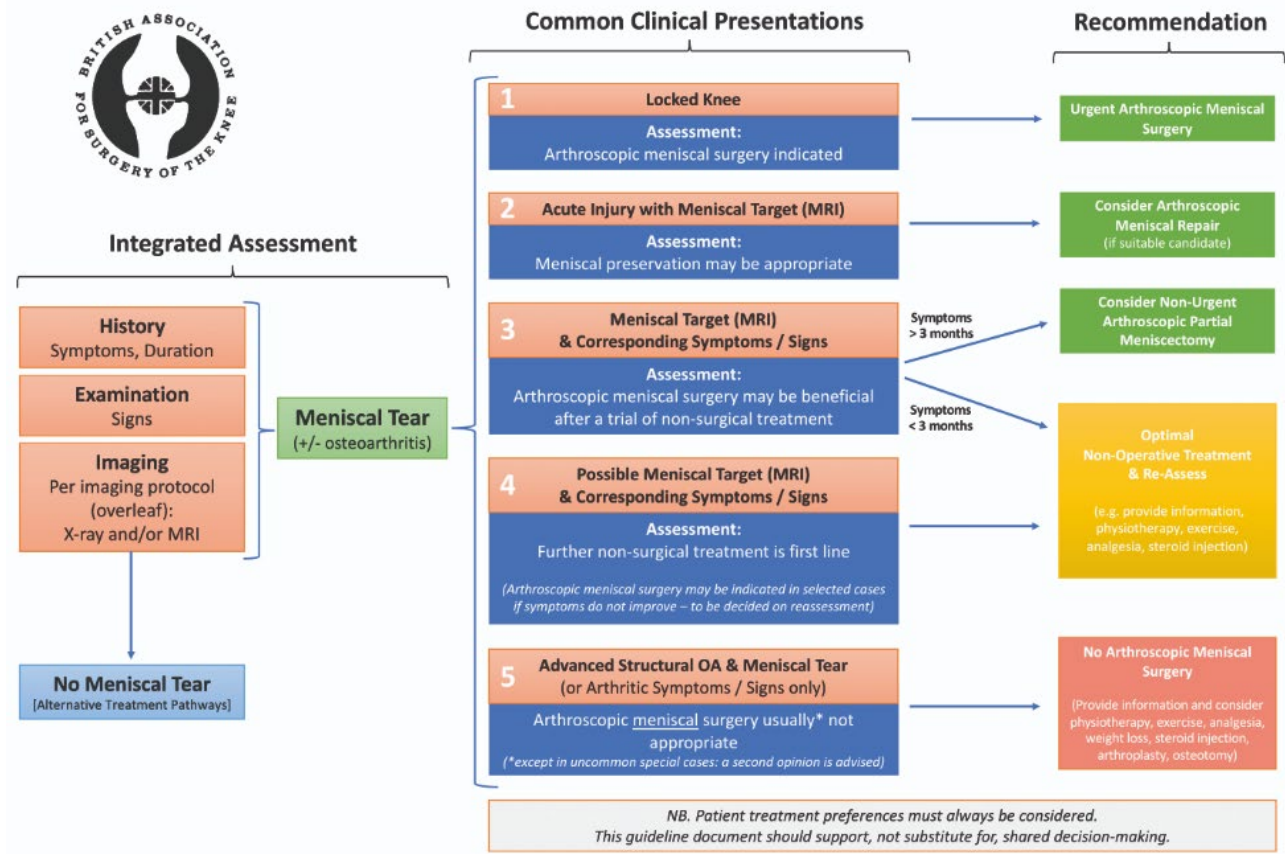 BRITISH ASSOCIATION
FOR SURGERY OF THE KNEE
Integrated Assessment
History
Symptoms, Duration
Examination
Signs
Imaging
Per imaging protocol
(overleaf):
X-ray and/or MRI
No Meniscal Tear
[Alternative Treatment Pathways]
Meniscal Tear
(+/- osteoarthritis)
Common Clinical Presentations
1
Locked Knee
Assessment:
Arthroscopic meniscal surgery indicated
2
Acute Injury with Meniscal Target (MRI)
Assessment:
Meniscal preservation may be appropriate
3
Meniscal Target (MRI)
& Corresponding Symptoms / Signs
Assessment:
Arthroscopic meniscal surgery may be beneficial
after a trial of non-surgical treatment
Symptoms
> 3 months
Symptoms
< 3 months
4
Possible Meniscal Target (MRI)
& Corresponding Symptoms / Signs
Assessment:
Further non-surgical treatment is first line
(Arthroscopic meniscal surgery may be indicated in selected cases
if symptoms do not improve – to be decided on reassessment)
5
Advanced Structural OA & Meniscal Tear
(or Arthritic Symptoms / Signs only)
Arthroscopic meniscal surgery usually* not
appropriate
(*except in uncommon special cases: a second opinion is advised)
Recommendation
Urgent Arthroscopic Meniscal
Surgery
Consider Arthroscopic
Meniscal Repair
(if suitable candidate)
Consider Non-Urgent
Arthroscopic Partial
Meniscectomy
Optimal
Non-Operative Treatment
& Re-Assess
(e.g. provide information,
physiotherapy, exercise,
analgesia, steroid injection)
No Arthroscopic Meniscal
Surgery
(Provide information and consider
physiotherapy, exercise, analgesia,
weight loss, steroid injection,
arthroplasty, osteotomy)
NB. Patient treatment preferences must always be considered.
This guideline document should support, not substitute for, shared decision-making.